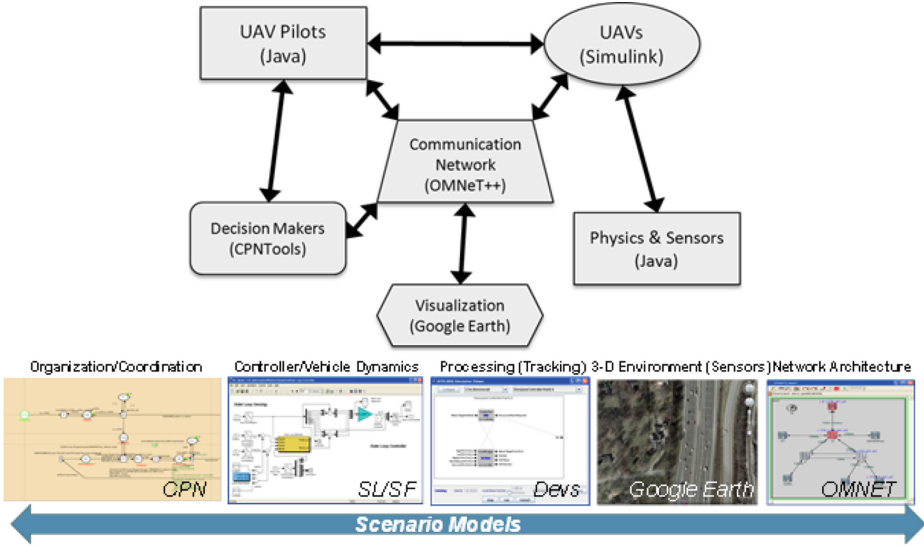 UAV Pilots
(Java)
UAVs
(Simulink)
Communication
Network
(OMNeT++)
Decision Makers
(CPNTools)
Physics & Sensors
(Java)
Visualization
(Google Earth)
Organization/Coordination
Controller/Vehicle Dynamics
Processing (Tracking)
3-D Environment (Sensors)
Network Architecture
CPN
SL/SF
Devs
Google Earth
OMNET
Scenario Models